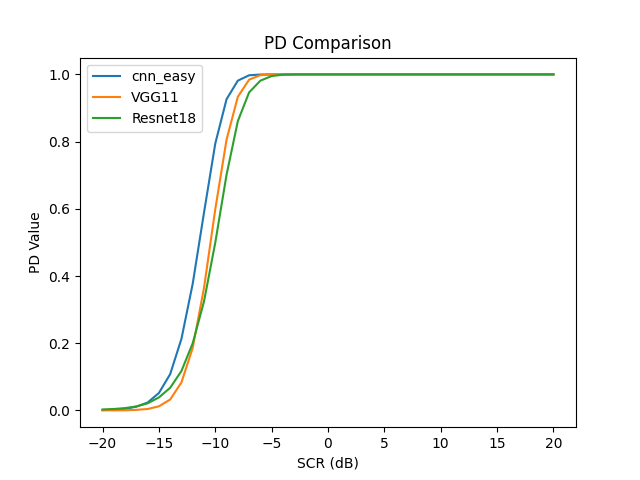 PD Comparison
cnn_easy
VGG11
Resnet18
1.0
0.8
0.6
0.4
0.2
0.0
PD Value
−20 −15 −10 −5 0 5 10 15 20
SCR (dB)